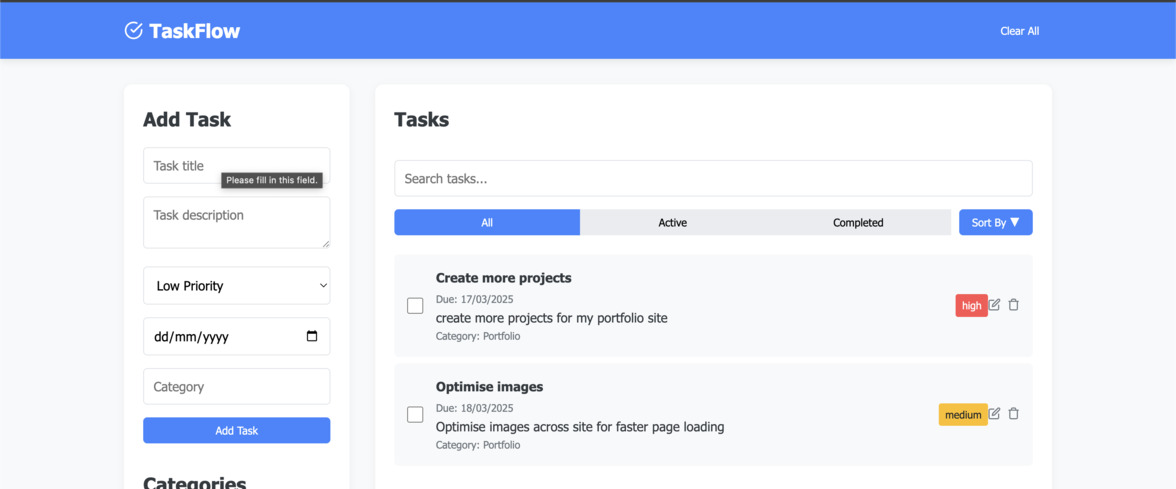 TaskFlow
Clear All
Add Task
Task title
Please fill in this field.
Task description
Low Priority
dd/mm/yyyy
Category
Add Task
Categories
Tasks
Search tasks...
All
Active
Completed
Sort By ▼
Create more projects
Due: 17/03/2025
create more projects for my portfolio site
Category: Portfolio
high
Optimise images
Due: 18/03/2025
Optimise images across site for faster page loading
Category: Portfolio
medium